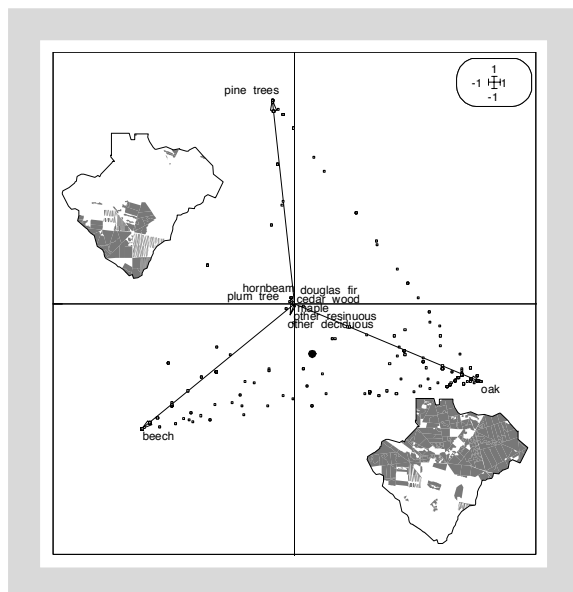 1
-1 1
-1
pine trees
hornbeam douglas fir
plum tree cedar wood
maple
other resinuous
other deciduous
oak
beech